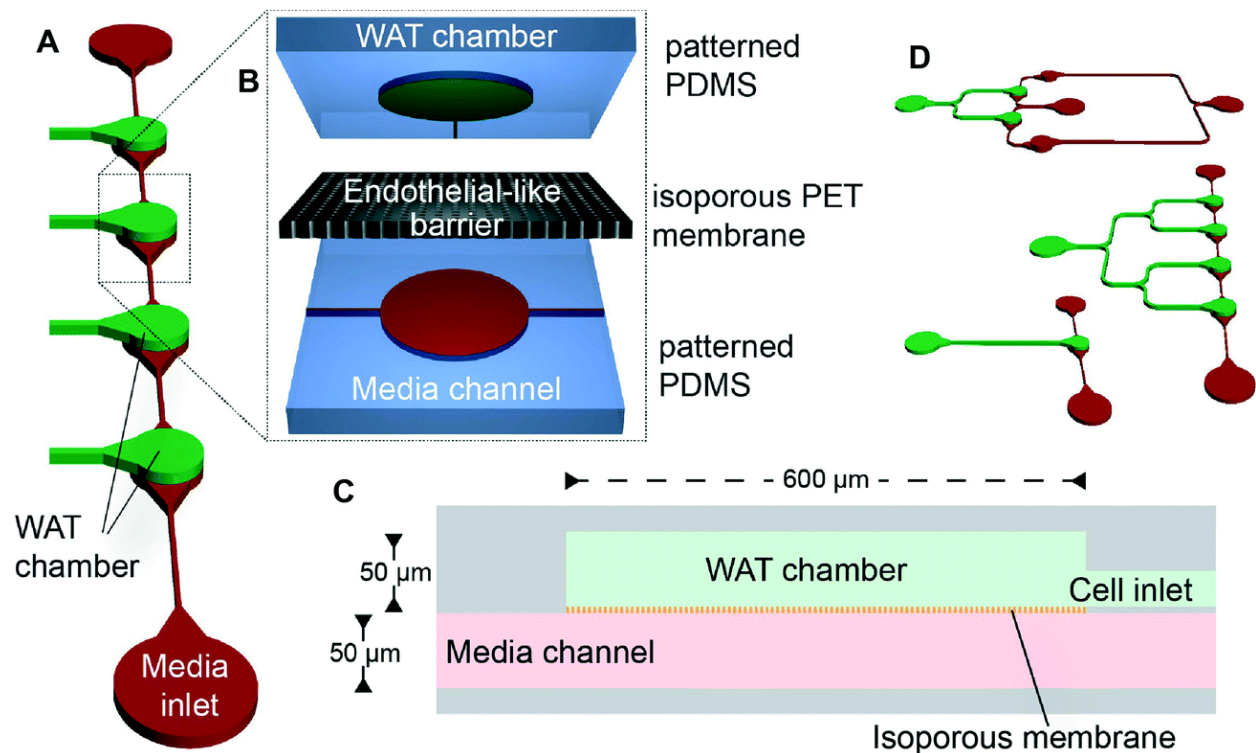 A
WAT
chamber
Media
inlet
B
WAT chamber
patterned
PDMS
Endothelial-like
barrier
isoporous PET
membrane
Media channel
patterned
PDMS
D
C
600 µm
50 µm
WAT chamber
Cell inlet
50 µm
Media channel
Isoporous membrane